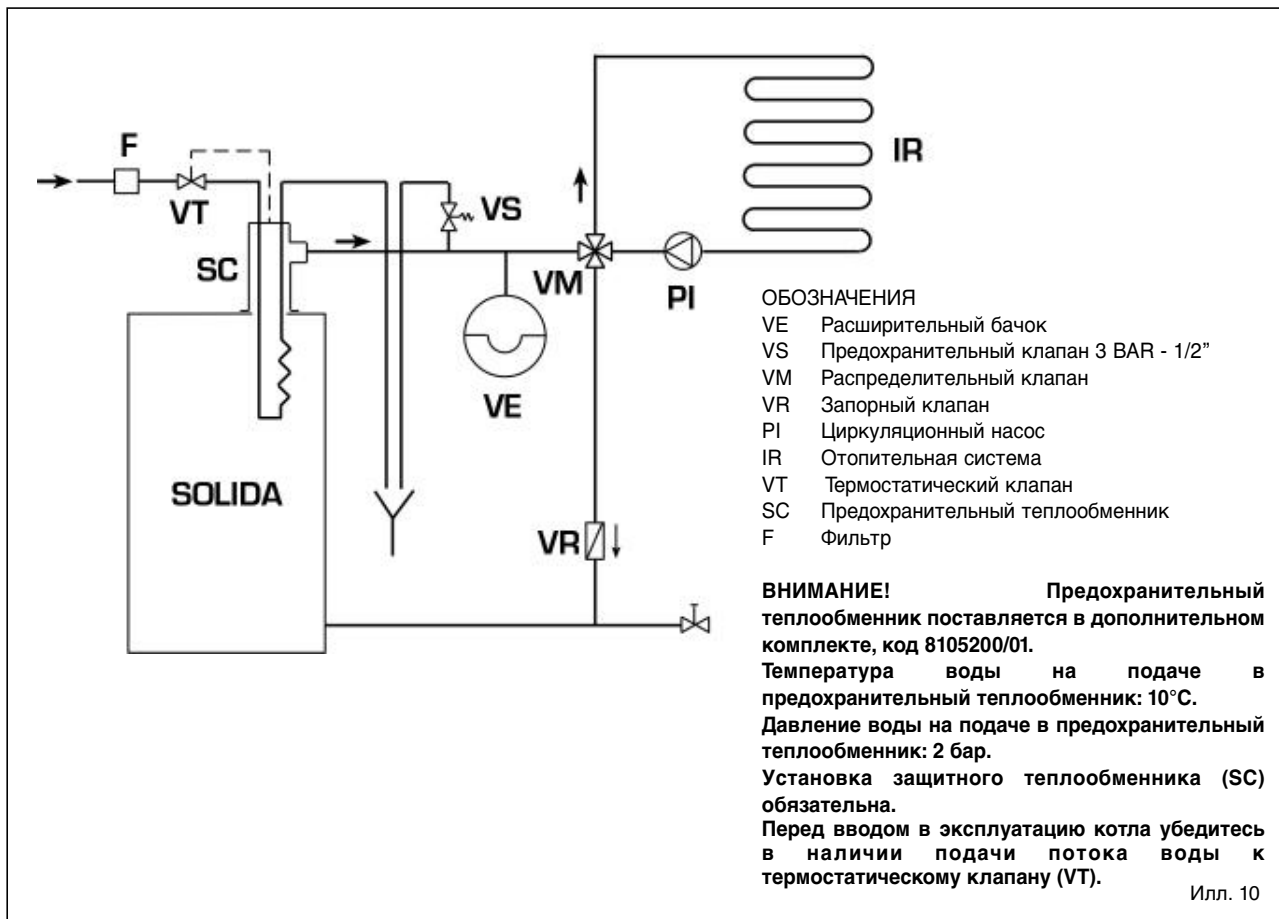 F
VT
SC
VS
VM
PI
IR
VE
SOLIDA
VR
ОБОЗНАЧЕНИЯ
VE Расширительный бачок
VS Предохранительный клапан 3 BAR - 1/2”
VM Распределительный клапан
VR Запорный клапан
PI Циркуляционный насос
IR Отопительная система
VT Термостатический клапан
SC Предохранительный теплообменник
F Фильтр
ВНИМАНИЕ! Предохранительный
теплообменник поставляется в дополнительном
комплекте, код 8105200/01.
Температура воды на подаче в
предохранительный теплообменник: 10°С.
Давление воды на подаче в предохранительный
теплообменник: 2 бар.
Установка защитного теплообменника (SC)
обязательна.
Перед вводом в эксплуатацию котла убедитесь
в наличии подачи потока воды к
термостатическому клапану (VT).
Илл. 10